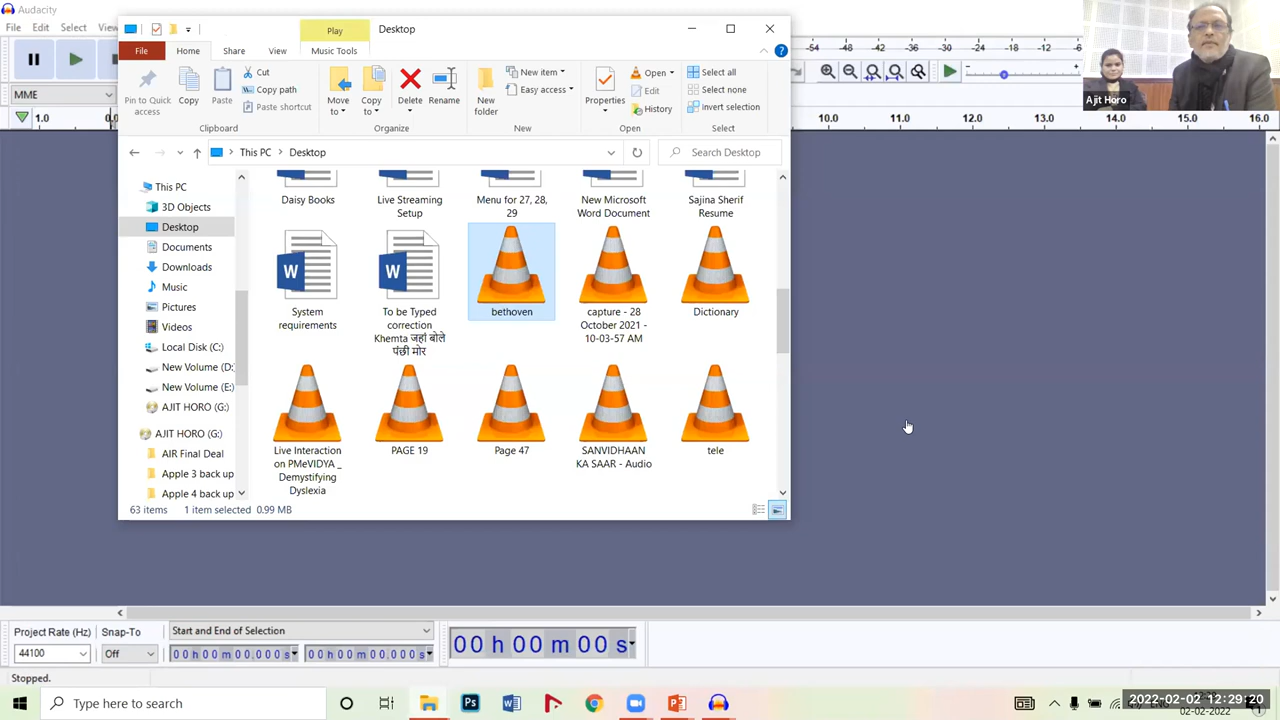 Audacity
File Edit Select View
Play
Desktop
File Home Share View Music Tools
Pin to Quick access
Copy
Paste
Cut
Copy path
Paste shortcut
Clipboard
Move to
Copy to
Delete
Rename
Organize
New folder
New item
Easy access
New
Properties
Open
Edit
History
Open
Select all
Select none
Invert selection
Select
-54 -48 -42 -36 -30 -24 -18 -12 -6
MME
Ajit Horo
1.0
10.0 11.0 12.0 13.0 14.0 15.0 16.0
This PC Desktop
Search Desktop
This PC
3D Objects
Desktop
Documents
Downloads
Music
Pictures
Videos
Local Disk (C:)
New Volume (D:
New Volume (E:)
AJIT HORO (G:)
AJIT HORO (G:)
AIR Final Deal
Apple 3 back up
Apple 4 back up
Daisy Books
Live Streaming Setup
Menu for 27, 28, 29
New Microsoft Word Document
Sajina Sherif Resume
System requirements
To be Typed correction Khemta जहां बोले पंछी मोर
bethoven
capture - 28 October 2021 - 10-03-57 AM
Dictionary
Live Interaction on PMeVIDYA _ Demystifying Dyslexia
PAGE 19
Page 47
SANVIDHAAN KA SAAR - Audio
tele
63 items 1 item selected 0.99 MB
Project Rate (Hz) Snap-To Start and End of Selection
44100 Off 00 h 00 m 00.000 s 00 h 00 m 00.000 s
00 h 00 m 00 s
Stopped.
Type here to search
2022-02-02 12:29:20
02-02-2022